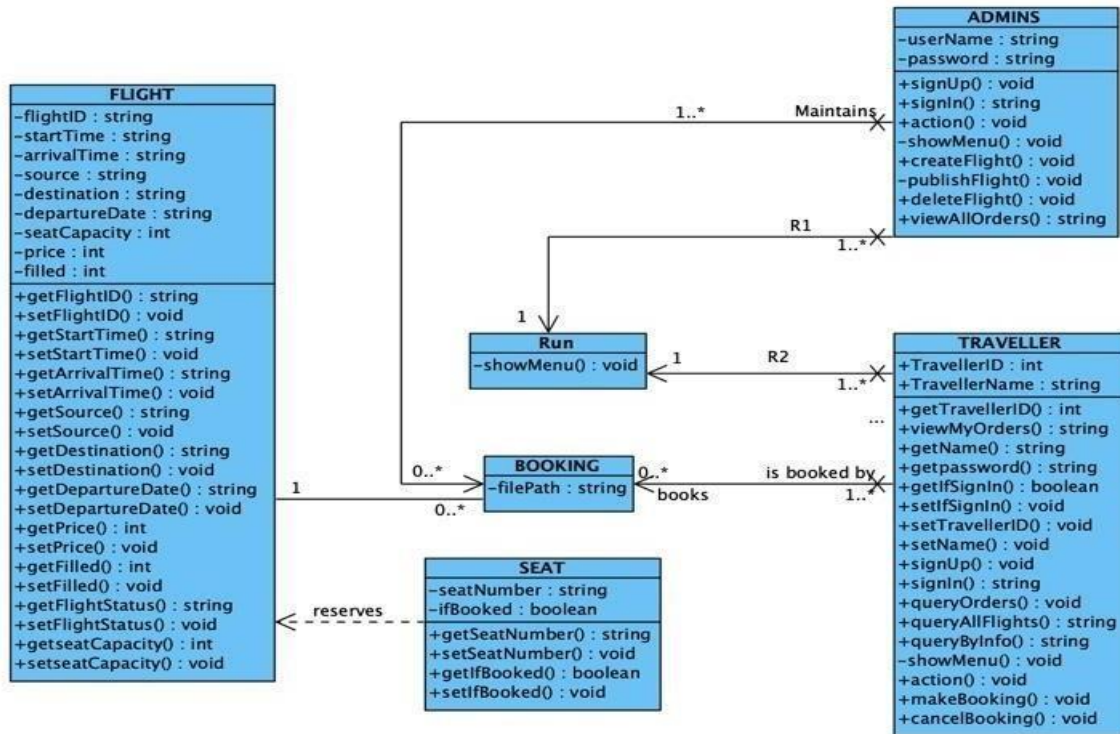 FLIGHT
-flightID : string
-startTime : string
-arrivalTime : string
-source : string
-destination : string
-departureDate : string
-seatCapacity : int
-price : int
-filled : int
+getFlightID() : string
+setFlightID() : void
+getStartTime() : string
+setStartTime() : void
+getArrivalTime() : string
+setArrivalTime() : void
+getSource() : string
+setSource() : void
+getDestination() : string
+setDestination() : void
+getDepartureDate() : string
+setDepartureDate() : void
+getPrice() : int
+setPrice() : void
+getFilled() : int
+setFilled() : void
+getFlightStatus() : string
+setFlightStatus() : void
+getseatCapacity() : int
+setseatCapacity() : void
1..*
Maintains
ADMINS
-userName : string
-password : string
+signUp() : void
+signIn() : string
+action() : void
-showMenu() : void
+createFlight() : void
-publishFlight() : void
+deleteFlight() : void
+viewAllOrders() : string
R1
1..*
1
Run
-showMenu() : void
1
R2
1..*
...
TRAVELLER
+TravellerID : int
+TravellerName : string
+getTravellerID() : int
+viewMyOrders() : string
+getName() : string
+getpassword() : string
+getIfSignIn() : boolean
+setIfSignIn() : void
+setTravellerID() : void
+setName() : void
+signUp() : void
+signIn() : string
+queryOrders() : void
+queryAllFlights() : string
+queryByInfo() : string
-showMenu() : void
+action() : void
+makeBooking() : void
+cancelBooking() : void
0..*
BOOKING
-filePath : string
0..*
is booked by
books
1..*
1
0..*
SEAT
-seatNumber : string
-ifBooked : boolean
+getSeatNumber() : string
+setSeatNumber() : void
+getIfBooked() : boolean
+setIfBooked() : void
reserves